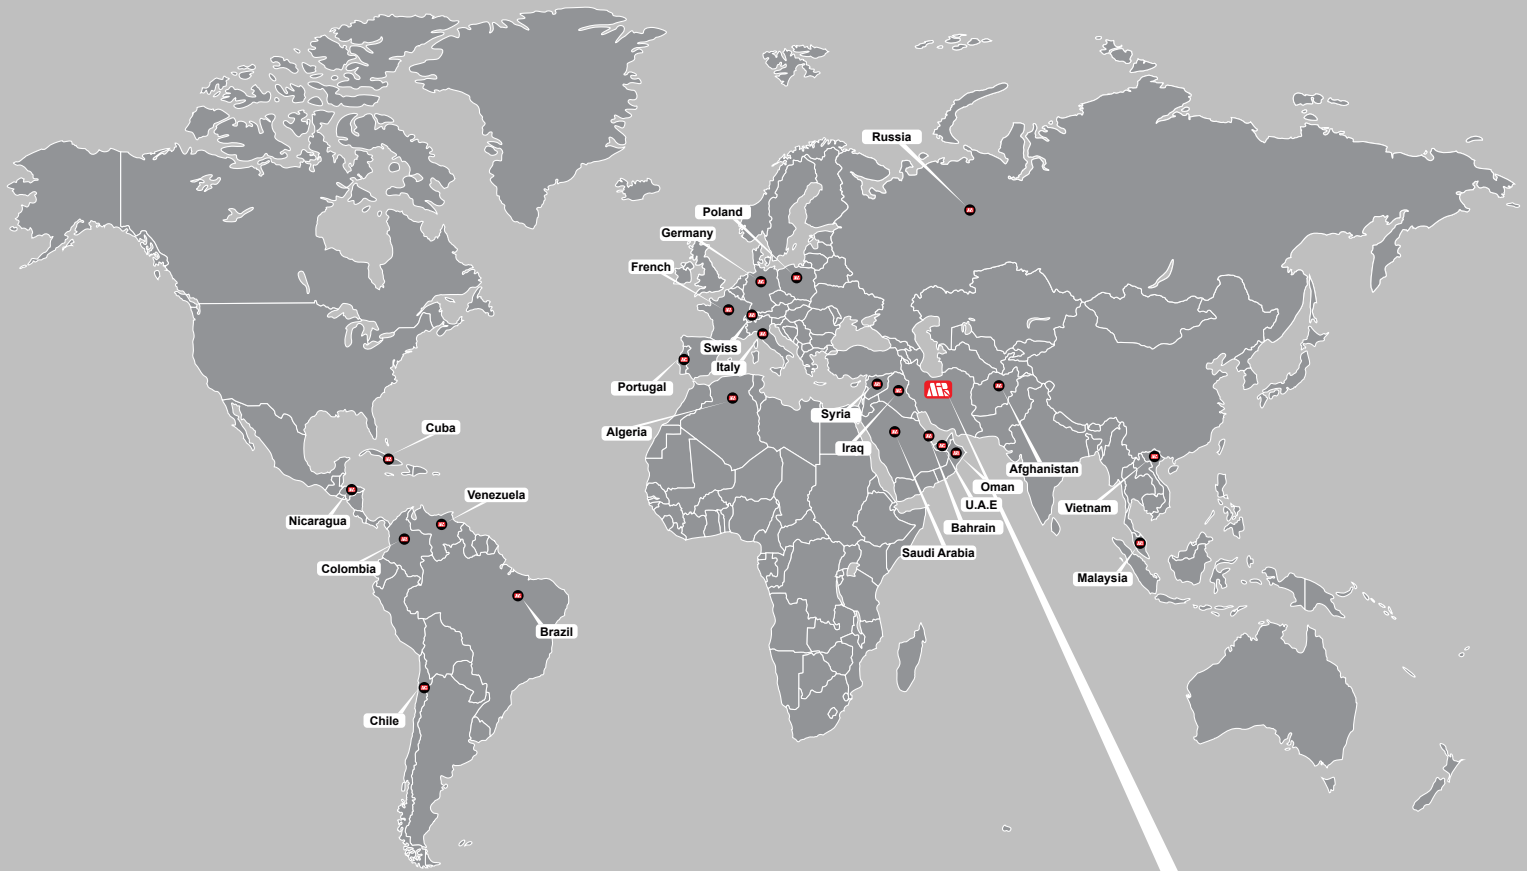 Russia
Poland
Germany
French
Swiss
Italy
Portugal
Algeria
Syria
Iraq
Cuba
Nicaragua
Venezuela
Colombia
Brazil
Chile
Afghanistan
Oman
U.A.E
Bahrain
Saudi Arabia
Vietnam
Malaysia